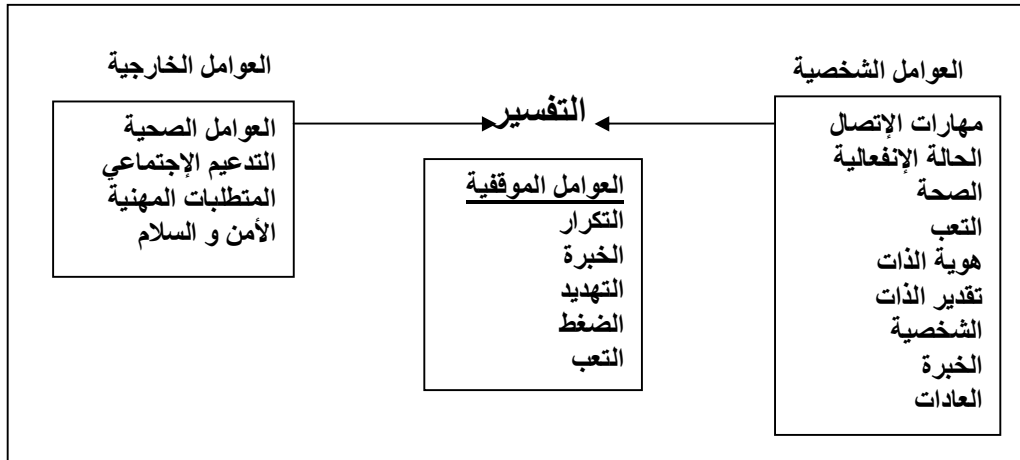 العوامل الشخصية
مهارات الإتصال
الحالة الإنفعالية
الصحة
التعب
هوية الذات
تقدير الذات
الشخصية
الخبرة
العادات
التفسير
العوامل الموقفية
التكرار
الخبرة
التهديد
الضغط
التعب
العوامل الخارجية
العوامل الصحية
التدعيم الإجتماعي
المتطلبات المهنية
الأمن و السلام